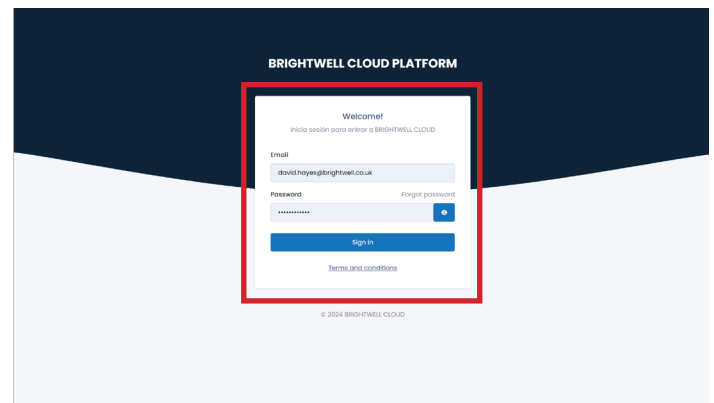 BRIGHTWELL CLOUD PLATFORM
Welcome!
Inicia sesión para entrar a BRIGHTWELL CLOUD
Email
david.hayes@brightwell.co.uk
Password Forgot password
••••••••••••
Sign in
Terms and conditions
© 2024 BRIGHTWELL CLOUD